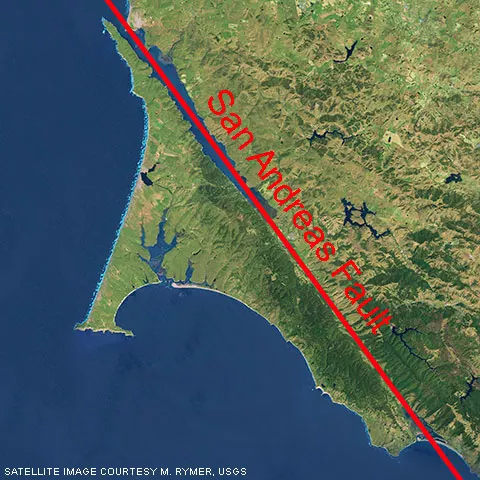 San Andreas Fault
SATELLITE IMAGE COURTESY M. RYMER, USGS